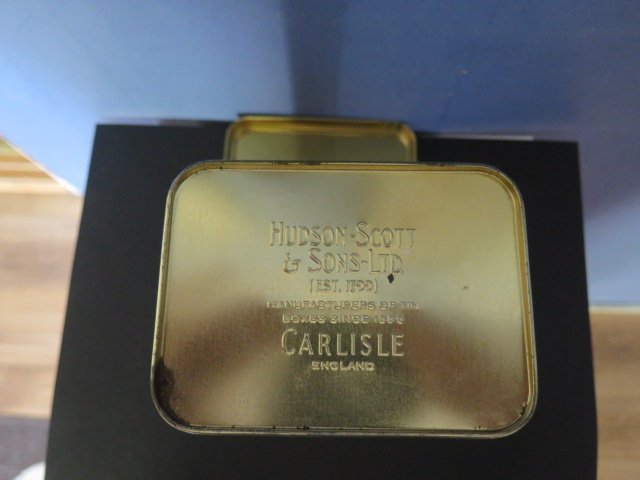 HUDSON·SCOTT
& SONS-LTD.
(EST. 1799)
MANUFACTURERS OF TIN
BOXES SINCE
CARLISLE
ENGLAND